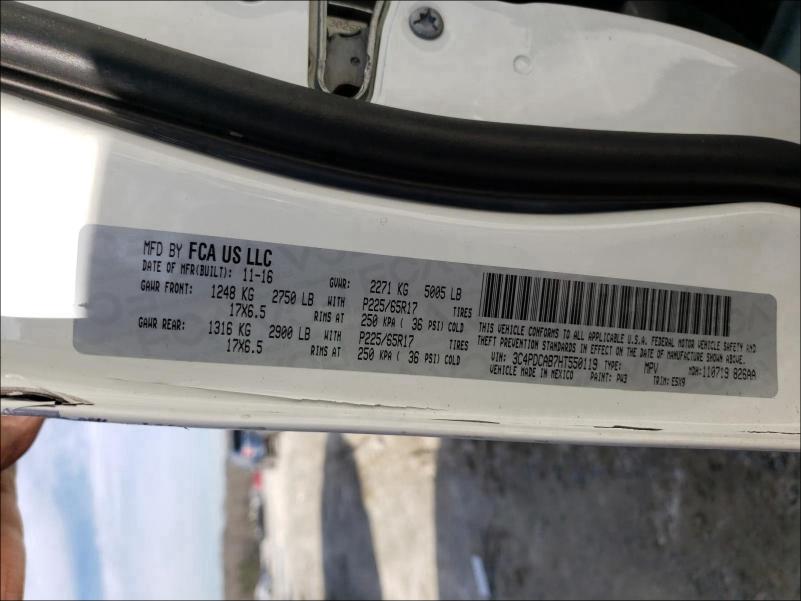 MFD BY FCA US LLC
DATE OF MFR(BUILT): 11-16
GVWR: 2271 KG 5005 LB
GAWR FRONT: 1248 KG 2750 LB WITH P225/65R17 TIRES
17X6.5 RIMS AT 250 KPA ( 36 PSI) COLD
GAWR REAR: 1316 KG 2900 LB WITH P225/65R17 TIRES
17X6.5 RIMS AT 250 KPA ( 36 PSI) COLD
THIS VEHICLE CONFORMS TO ALL APPLICABLE U.S.A. FEDERAL MOTOR VEHICLE SAFETY AND
THEFT PREVENTION STANDARDS IN EFFECT ON THE DATE OF MANUFACTURE SHOWN ABOVE.
VIN: 3C4PDCAB7HT550119 TYPE: MPV MDH:110719 826AA
VEHICLE MADE IN MEXICO PAINT: PW3 TRIM: E5X9